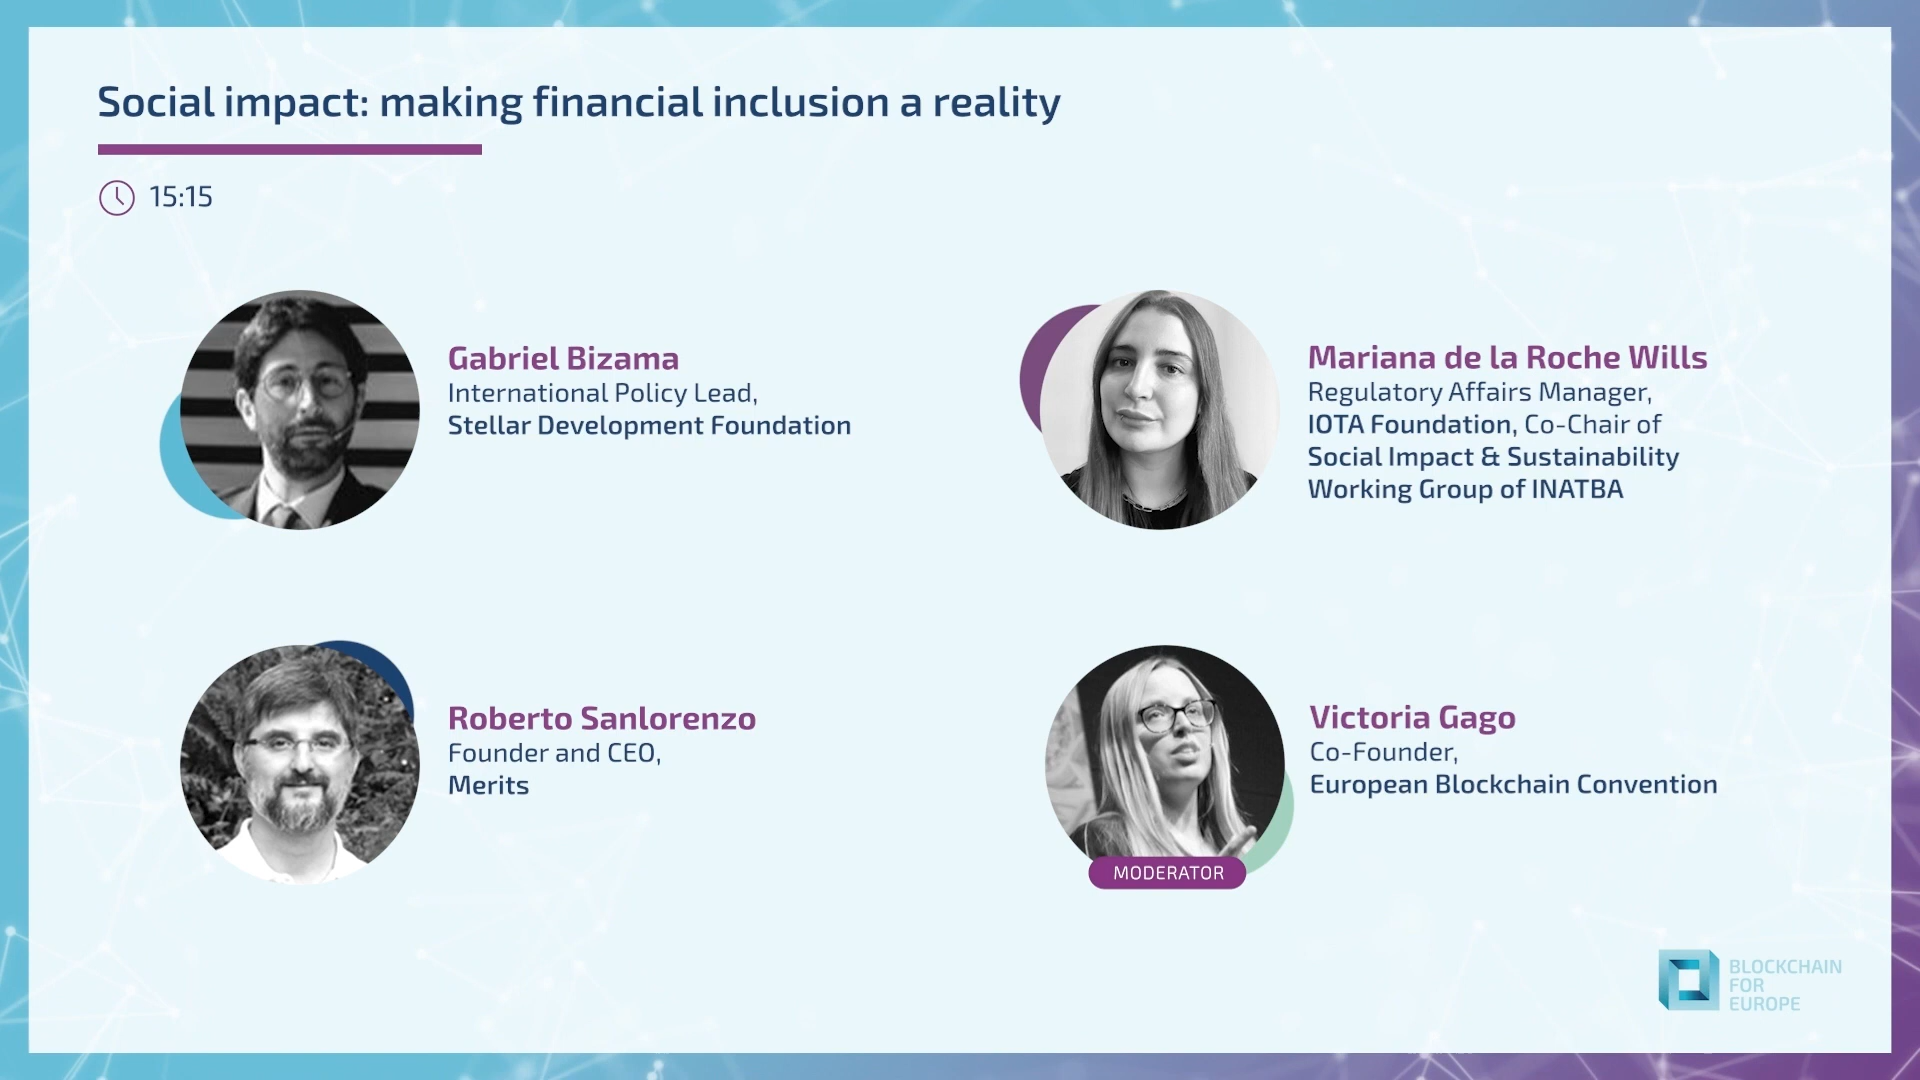 Social impact: making financial inclusion a reality
15:15
Gabriel Bizama
International Policy Lead,
Stellar Development Foundation
Mariana de la Roche Wills
Regulatory Affairs Manager,
IOTA Foundation, Co-Chair of
Social Impact & Sustainability
Working Group of INATBA
Roberto Sanlorenzo
Founder and CEO,
Merits
Victoria Gago
Co-Founder,
European Blockchain Convention
MODERATOR
BLOCKCHAIN
FOR
EUROPE